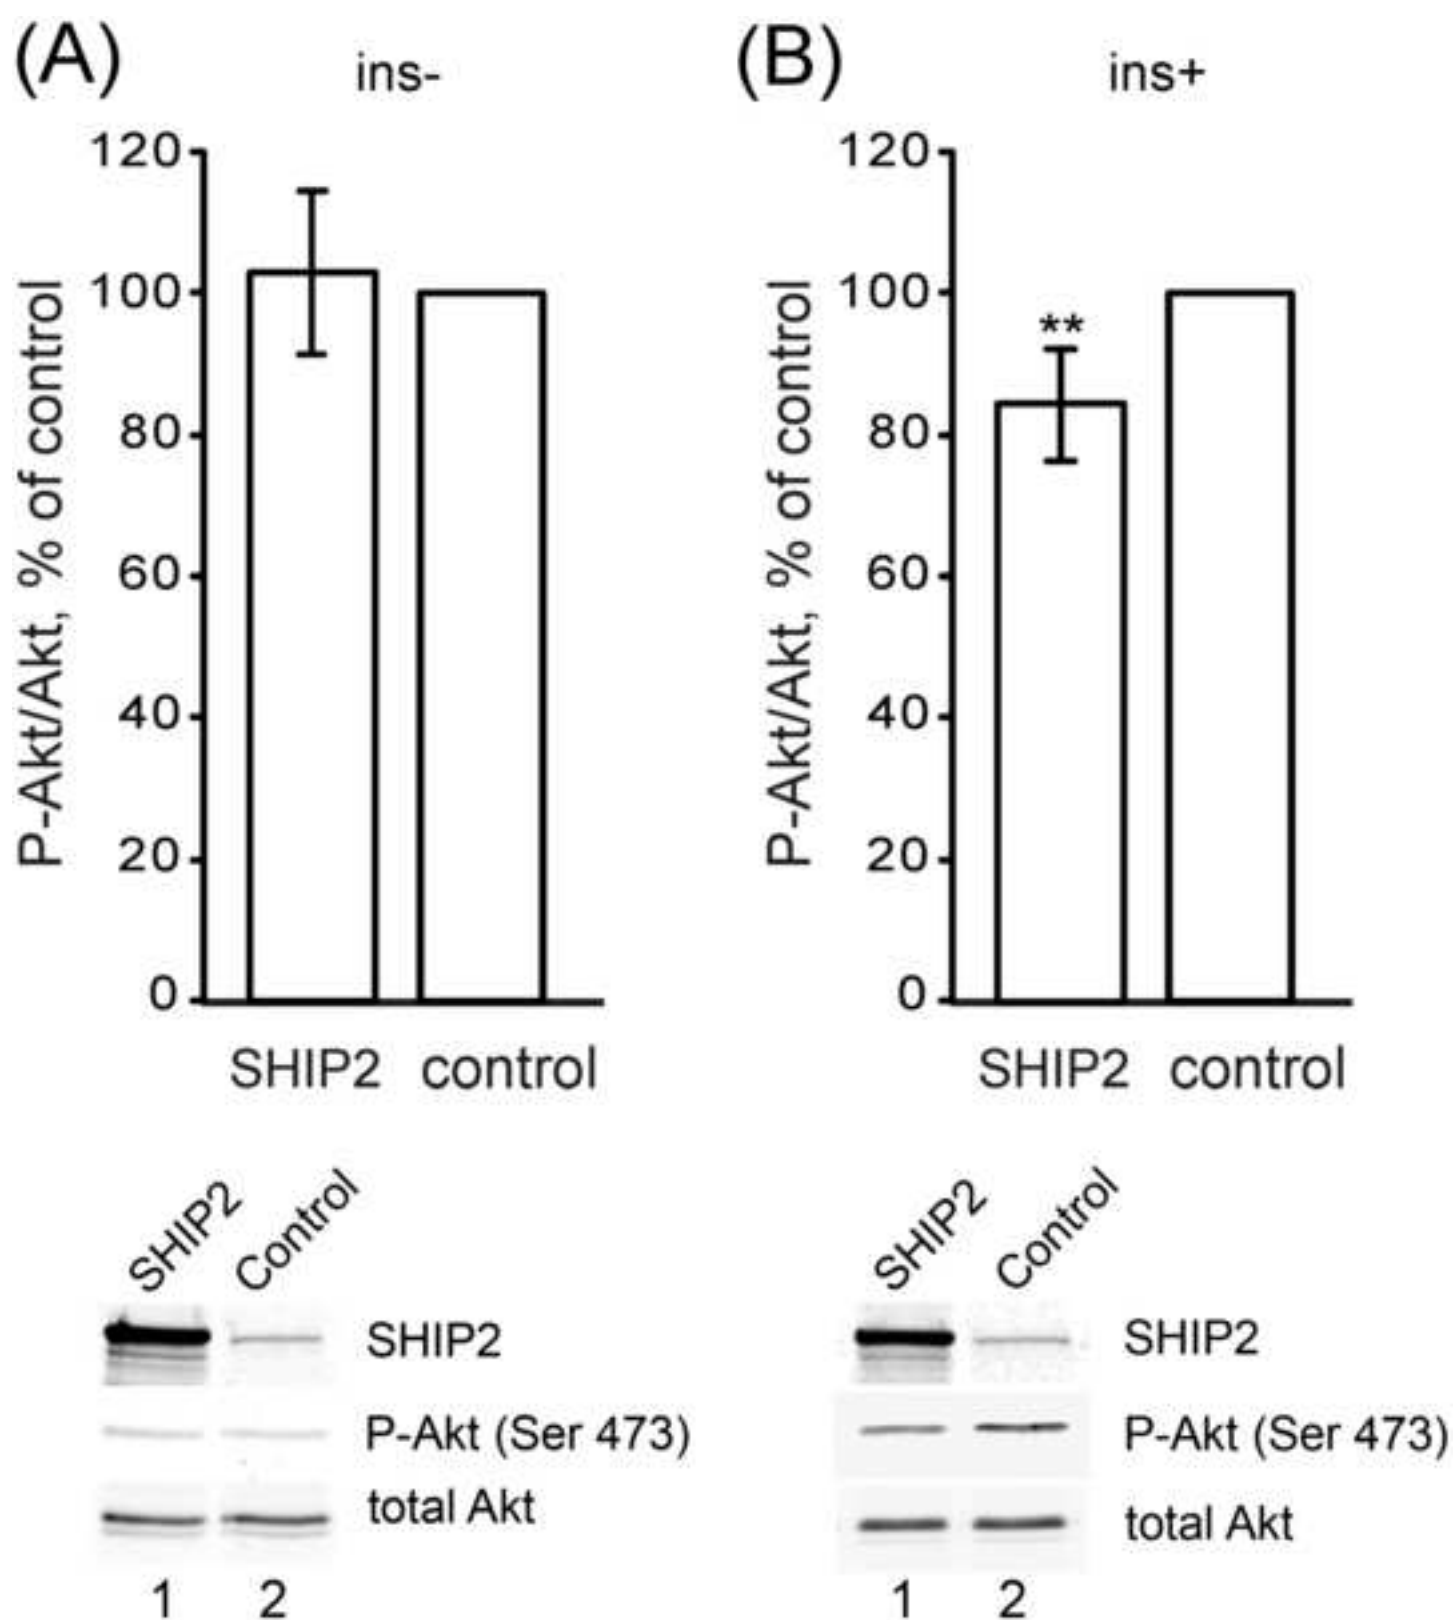 (A)
ins-
120
100
80
60
40
20
0
P-Akt/Akt, % of control
SHIP2 control
SHIP2 Control
SHIP2
P-Akt (Ser 473)
total Akt
1 2
(B)
ins+
120
100
80
60
40
20
0
P-Akt/Akt, % of control
**
SHIP2 control
SHIP2 Control
SHIP2
P-Akt (Ser 473)
total Akt
1 2